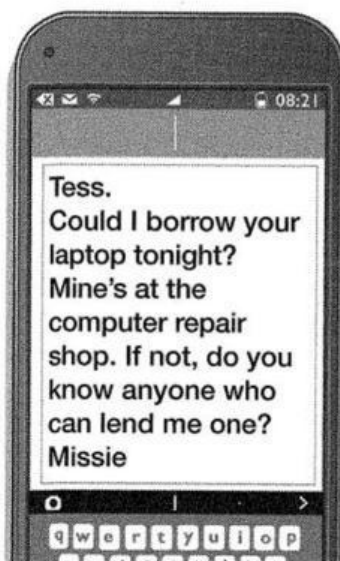 08:21
Tess.
Could I borrow your
laptop tonight?
Mine's at the
computer repair
shop. If not, do you
know anyone who
can lend me one?
Missie
q w e r t y u i o p